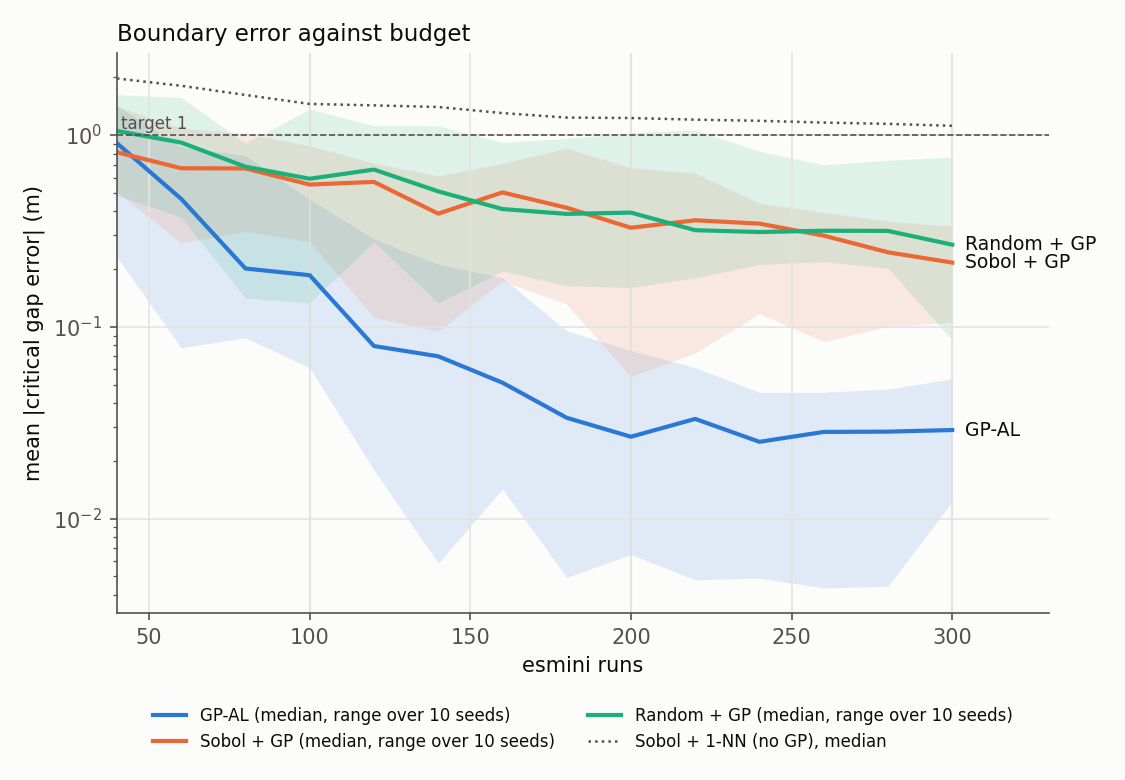 Boundary error against budget
mean |critical gap error| (m)
10⁰
10⁻¹
10⁻²
target 1
Random + GP
Sobol + GP
GP-AL
50 100 150 200 250 300
esmini runs
GP-AL (median, range over 10 seeds)
Sobol + GP (median, range over 10 seeds)
Random + GP (median, range over 10 seeds)
Sobol + 1-NN (no GP), median